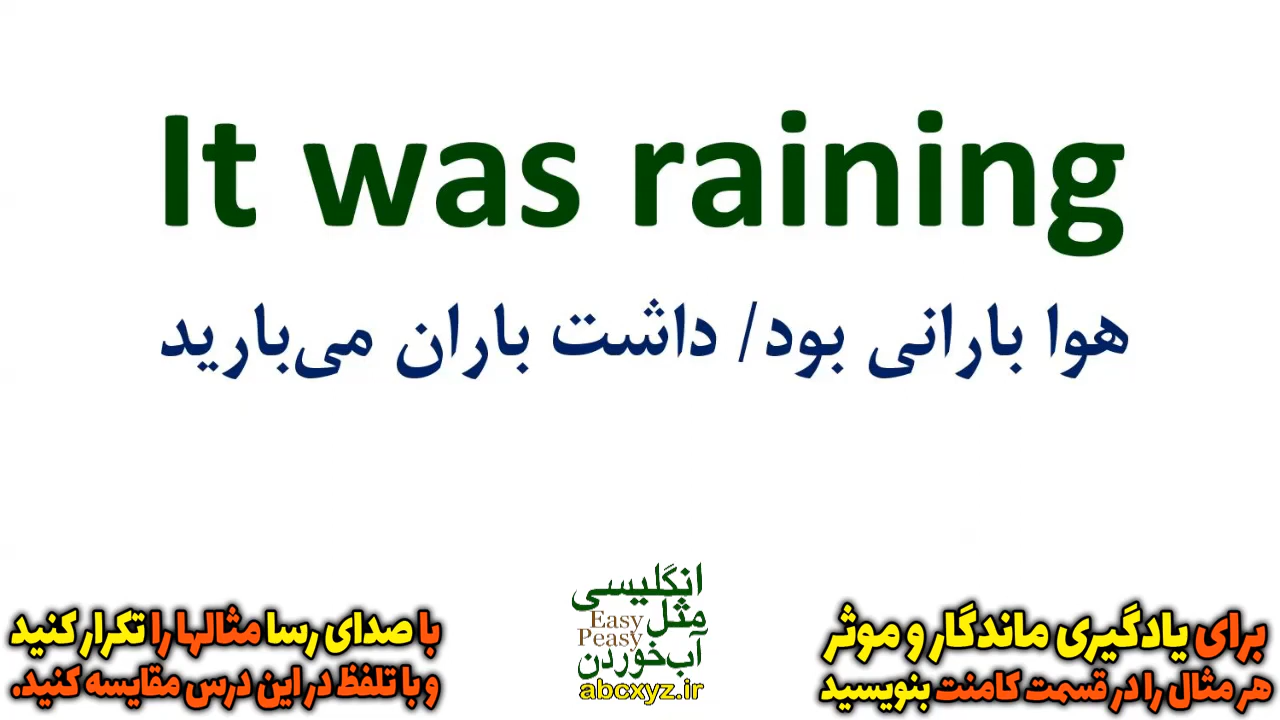 It was raining
هوا بارانی بود/ داشت باران می‌بارید
برای یادگیری ماندگار و موثر
هر مثال را در قسمت کامنت بنویسید
انگلیسی
مثل
Easy
Peasy
آب‌خوردن
abcxyz.ir
با صدای رسا مثالها را تکرار کنید
و با تلفظ در این درس مقایسه کنید.